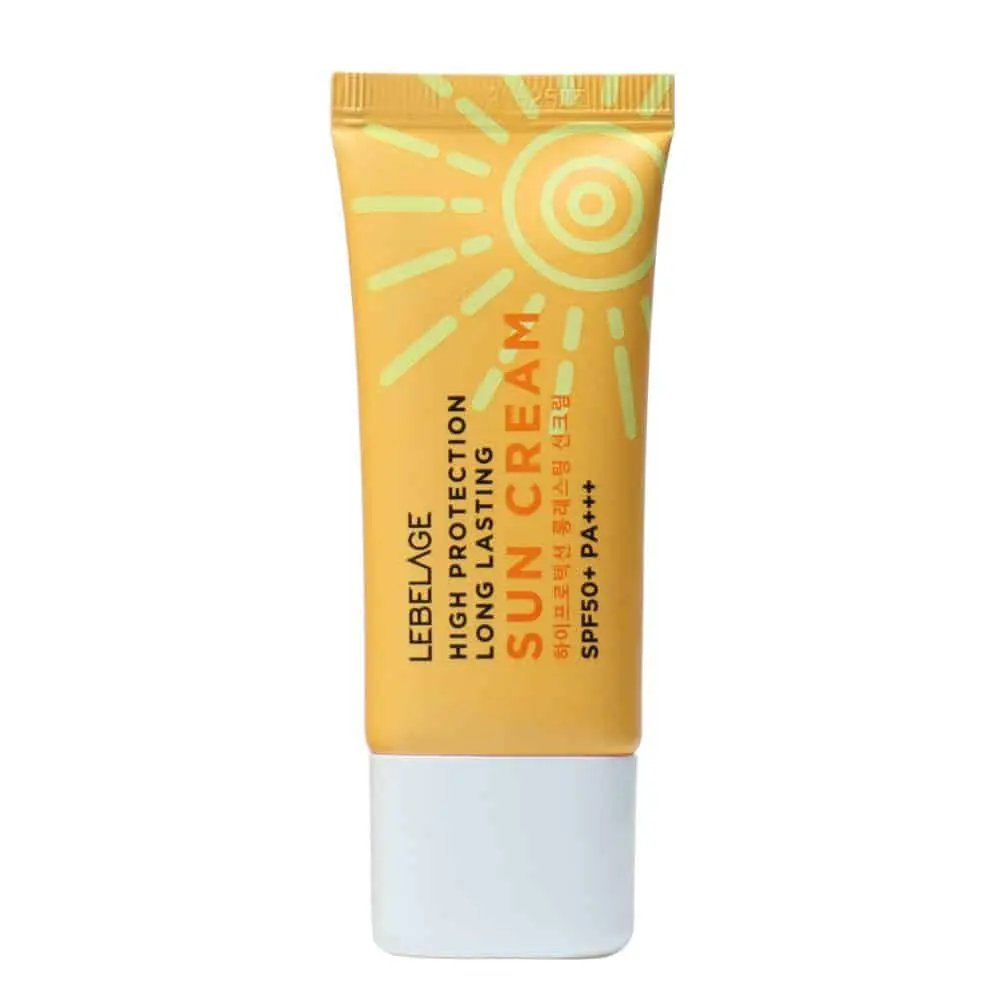 LEBELAGE
HIGH PROTECTION
LONG LASTING
SUN CREAM
하이프로텍션 롱래스팅 선크림
SPF50+ PA+++